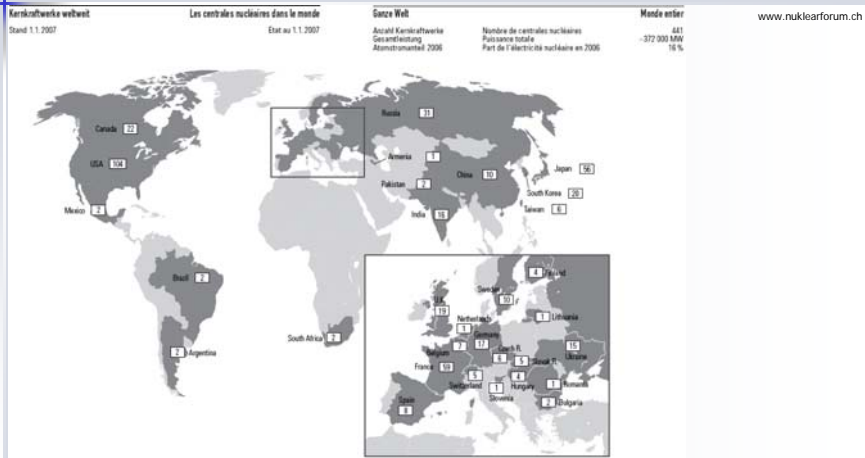 Kernkraftwerke weltweit
Les centrales nucléaires dans le monde
Stand 1.1.2007
Etat au 1.1.2007
Ganze Welt
Monde entier
Anzahl Kernkraftwerke
Nombre de centrales nucléaires
441
Gesamtleistung
Puissance totale
~372 000 MW
Atomstromanteil 2006
Part de l'électricité nucléaire en 2006
16 %
www.nuklearforum.ch
Canada 22
USA 104
Mexico 2
Brazil 2
Argentina 2
South Africa 2
Russia 31
Armenia 1
Pakistan 2
India 16
China 10
Japan 56
South Korea 20
Taiwan 6
Finland 4
Sweden 10
U.K. 19
Netherlands 1
Lithuania 1
Germany 17
Belgium 7
Czech R. 6
Slovak R. 5
Ukraine 15
France 59
Switzerland 5
Hungary 4
Slovenia 1
Romania 1
Bulgaria 2
Spain 8